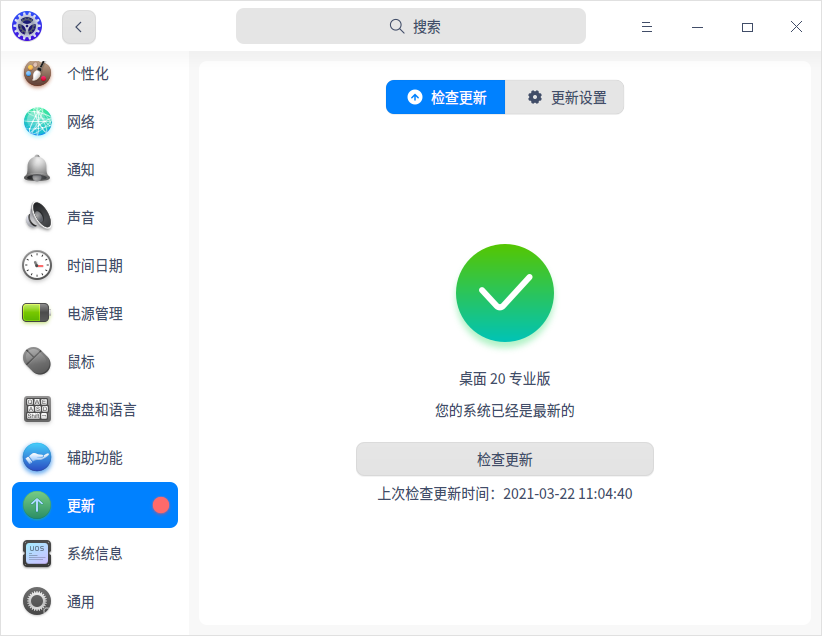 搜索
个性化
网络
通知
声音
时间日期
电源管理
鼠标
键盘和语言
辅助功能
更新
UOS
系统信息
通用
检查更新
更新设置
桌面 20 专业版
您的系统已经是最新的
检查更新
上次检查更新时间：2021-03-22 11:04:40